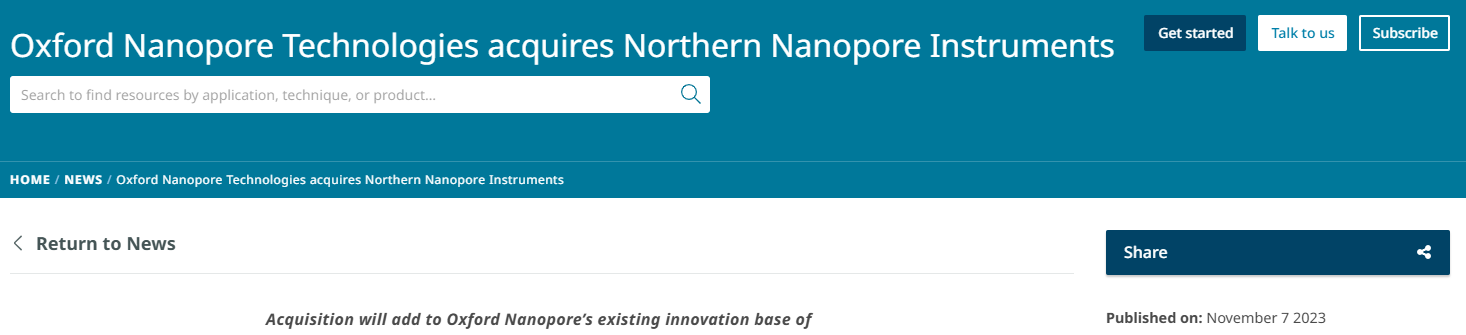 Oxford Nanopore Technologies acquires Northern Nanopore Instruments
Get started
Talk to us
Subscribe
Search to find resources by application, technique, or product...
HOME / NEWS / Oxford Nanopore Technologies acquires Northern Nanopore Instruments
Return to News
Share
Acquisition will add to Oxford Nanopore’s existing innovation base of
Published on: November 7 2023